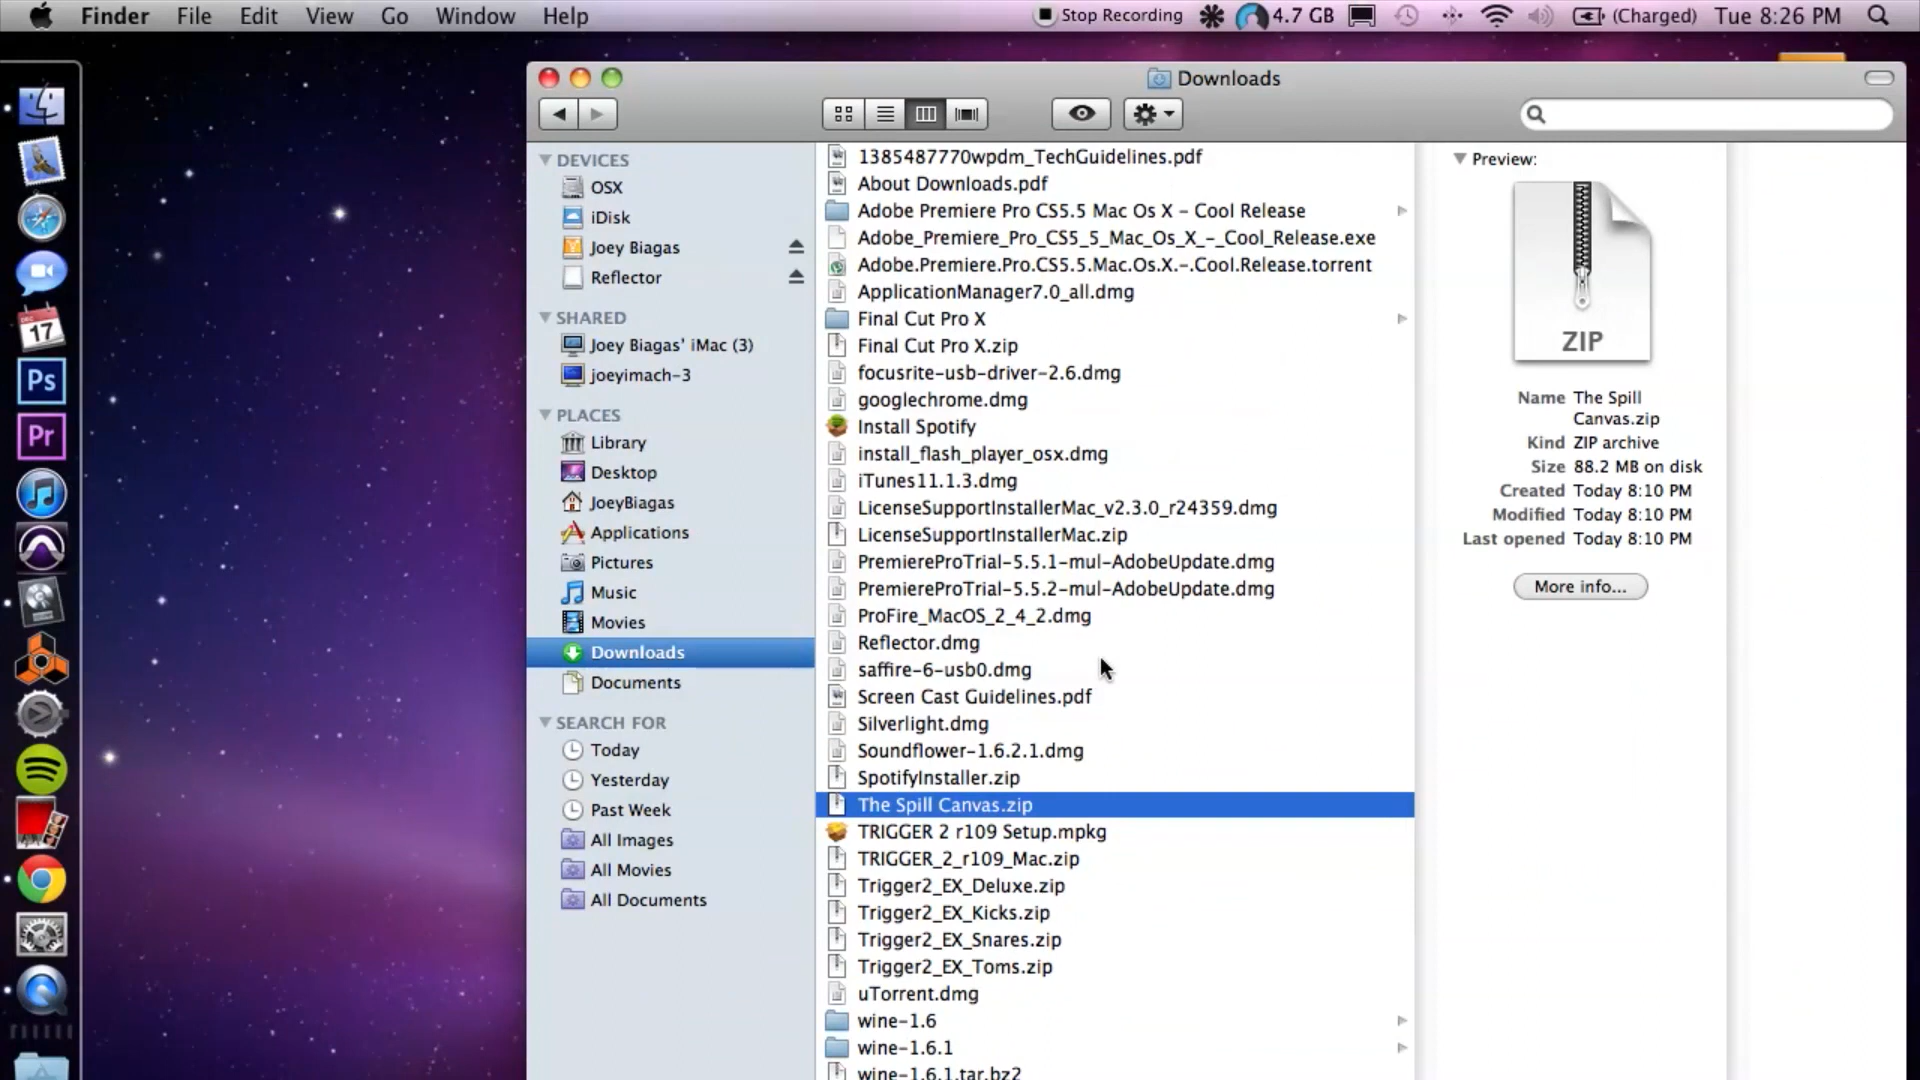 Finder File Edit View Go Window Help Stop Recording 4.7 GB (Charged) Tue 8:26 PM
Downloads
DEVICES
OSX
iDisk
Joey Biagas
Reflector
SHARED
Joey Biagas' iMac (3)
joeyimach-3
PLACES
Library
Desktop
JoeyBiagas
Applications
Pictures
Music
Movies
Downloads
Documents
SEARCH FOR
Today
Yesterday
Past Week
All Images
All Movies
All Documents
1385487770wpdm_TechGuidelines.pdf
About Downloads.pdf
Adobe Premiere Pro CS5.5 Mac Os X - Cool Release
Adobe_Premiere_Pro_CS5_5_Mac_Os_X_-_Cool_Release.exe
Adobe.Premiere.Pro.CS5.5.Mac.Os.X.-.Cool.Release.torrent
ApplicationManager7.0_all.dmg
Final Cut Pro X
Final Cut Pro X.zip
focusrite-usb-driver-2.6.dmg
googlechrome.dmg
Install Spotify
install_flash_player_osx.dmg
iTunes11.1.3.dmg
LicenseSupportInstallerMac_v2.3.0_r24359.dmg
LicenseSupportInstallerMac.zip
PremiereProTrial-5.5.1-mul-AdobeUpdate.dmg
PremiereProTrial-5.5.2-mul-AdobeUpdate.dmg
ProFire_MacOS_2_4_2.dmg
Reflector.dmg
saffire-6-usb0.dmg
Screen Cast Guidelines.pdf
Silverlight.dmg
Soundflower-1.6.2.1.dmg
SpotifyInstaller.zip
The Spill Canvas.zip
TRIGGER 2 r109 Setup.mpkg
TRIGGER_2_r109_Mac.zip
Trigger2_EX_Deluxe.zip
Trigger2_EX_Kicks.zip
Trigger2_EX_Snares.zip
Trigger2_EX_Toms.zip
uTorrent.dmg
wine-1.6
wine-1.6.1
wine-1.6.1.tar.bz2
Preview:
ZIP
Name The Spill
Canvas.zip
Kind ZIP archive
Size 88.2 MB on disk
Created Today 8:10 PM
Modified Today 8:10 PM
Last opened Today 8:10 PM
More info...
DEC
17
Ps
Pr